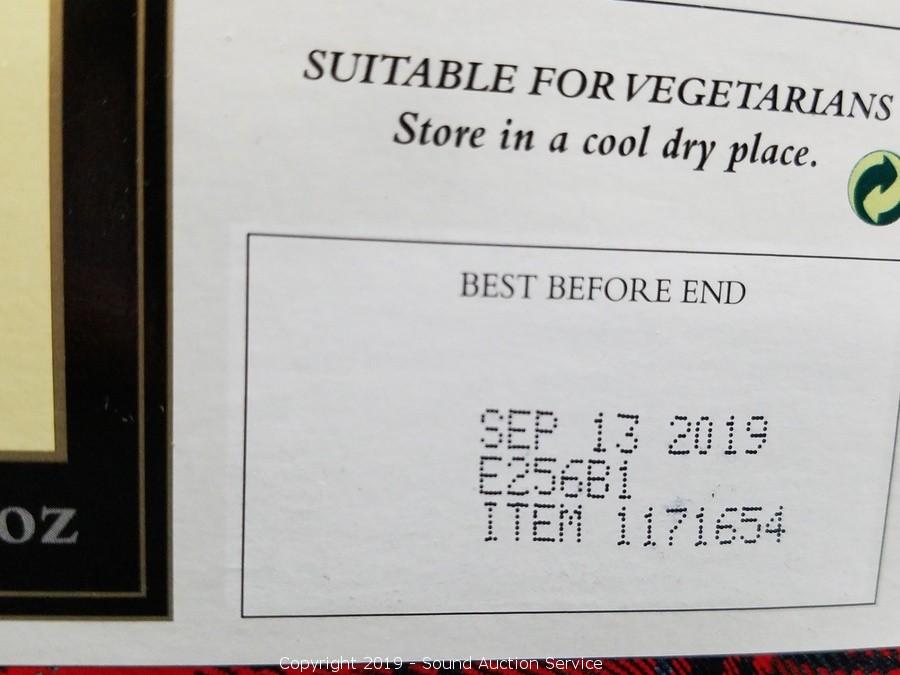 SUITABLE FOR VEGETARIANS
Store in a cool dry place.
BEST BEFORE END
SEP 13 2019
E256B1
ITEM 1171654
oz
Copyright 2019 - Sound Auction Service